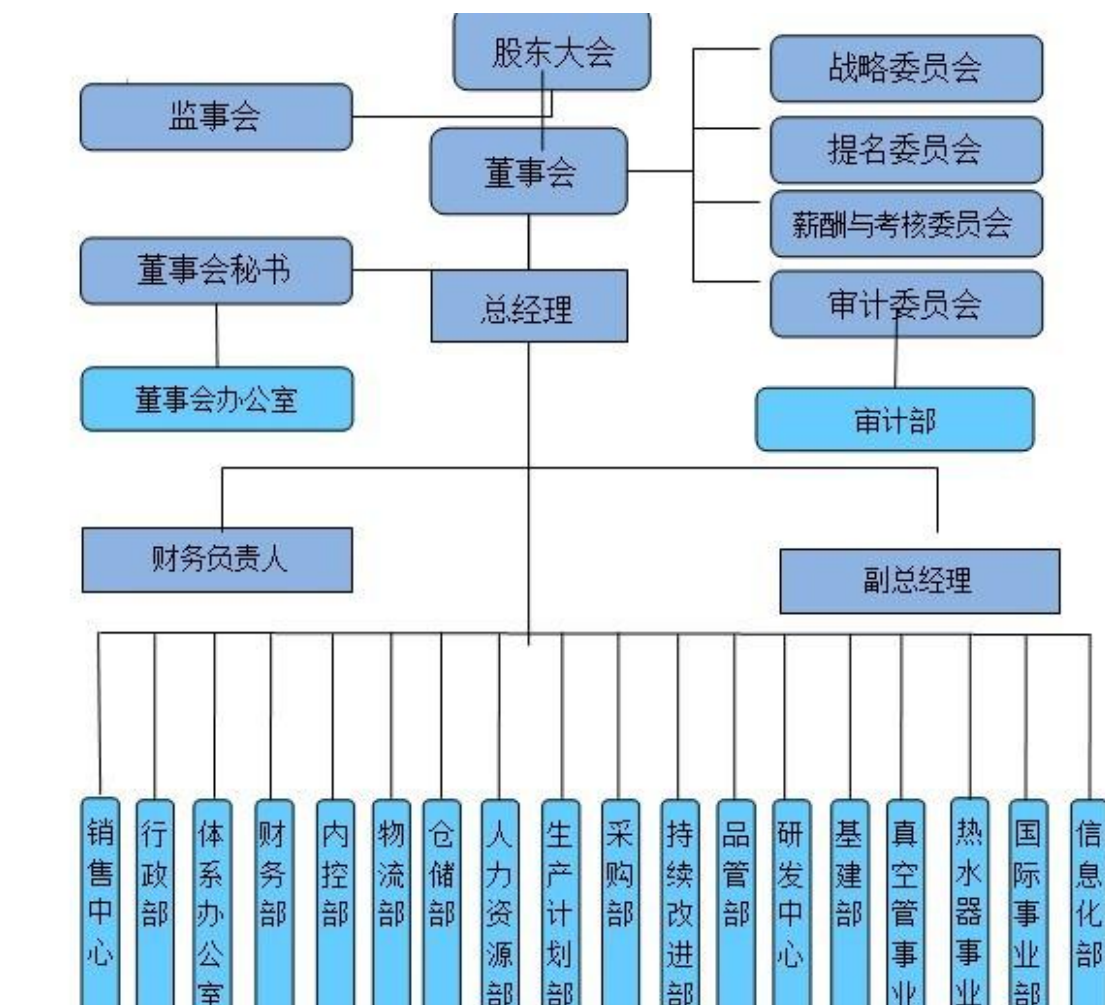 股东大会
战略委员会
监事会
提名委员会
董事会
薪酬与考核委员会
董事会秘书
总经理
审计委员会
董事会办公室
审计部
财务负责人
副总经理
销售中心
行政部
体系办公室
财务部
内控部
物流部
仓储部
人力资源部
生产计划部
采购部
持续改进部
品管部
研发中心
基建部
真空管事业
热水器事业
国际事业部
信息化部